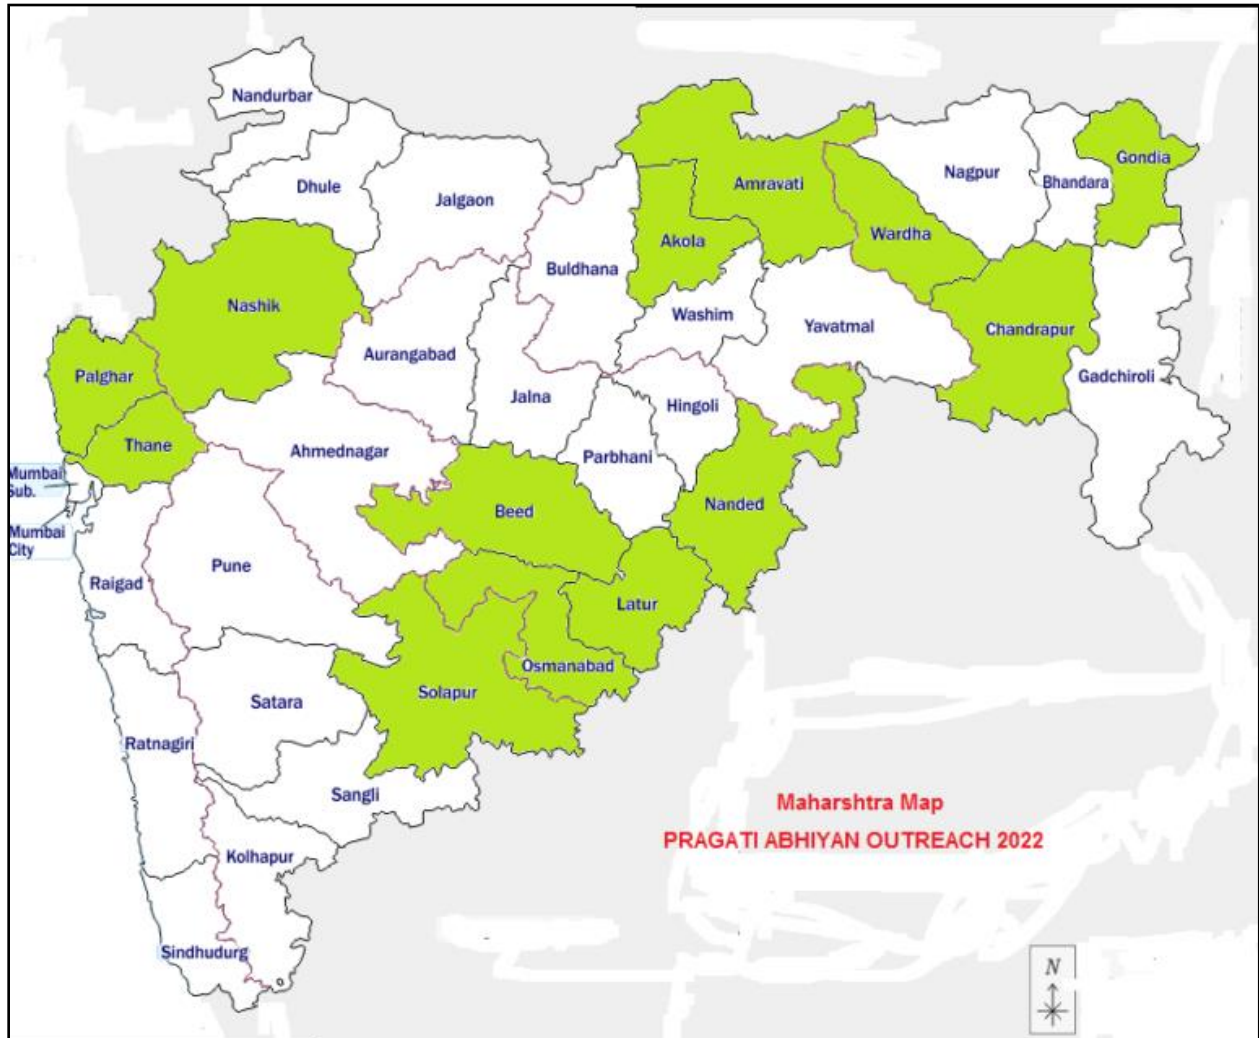 Nandurbar
Dhule
Jalgaon
Nashik
Buldhana
Akola
Amravati
Wardha
Nagpur
Bhandara
Gondia
Washim
Yavatmal
Chandrapur
Gadchiroli
Palghar
Thane
Aurangabad
Jalna
Hingoli
Parbhani
Ahmednagar
Mumbai
Sub.
Mumbai
City
Beed
Nanded
Raigad
Pune
Latur
Osmanabad
Solapur
Satara
Ratnagiri
Sangli
Kolhapur
Sindhudurg
Maharshtra Map
PRAGATI ABHIYAN OUTREACH 2022
N